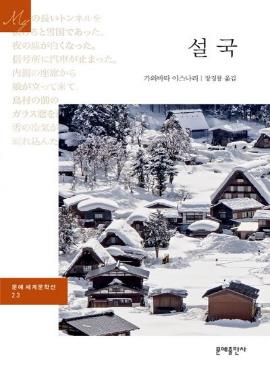 の長いトンネルを
ると雪国であった。
夜の底が白くなった。
信号所に汽車が止まった。
向側の座席から
娘が立って来て、
島村の前の
ガラス窓を
雪の冷気が
流れ込んだ
설국
가와바타 야스나리 | 장경룡 옮김
문예 세계문학선
23
문예출판사